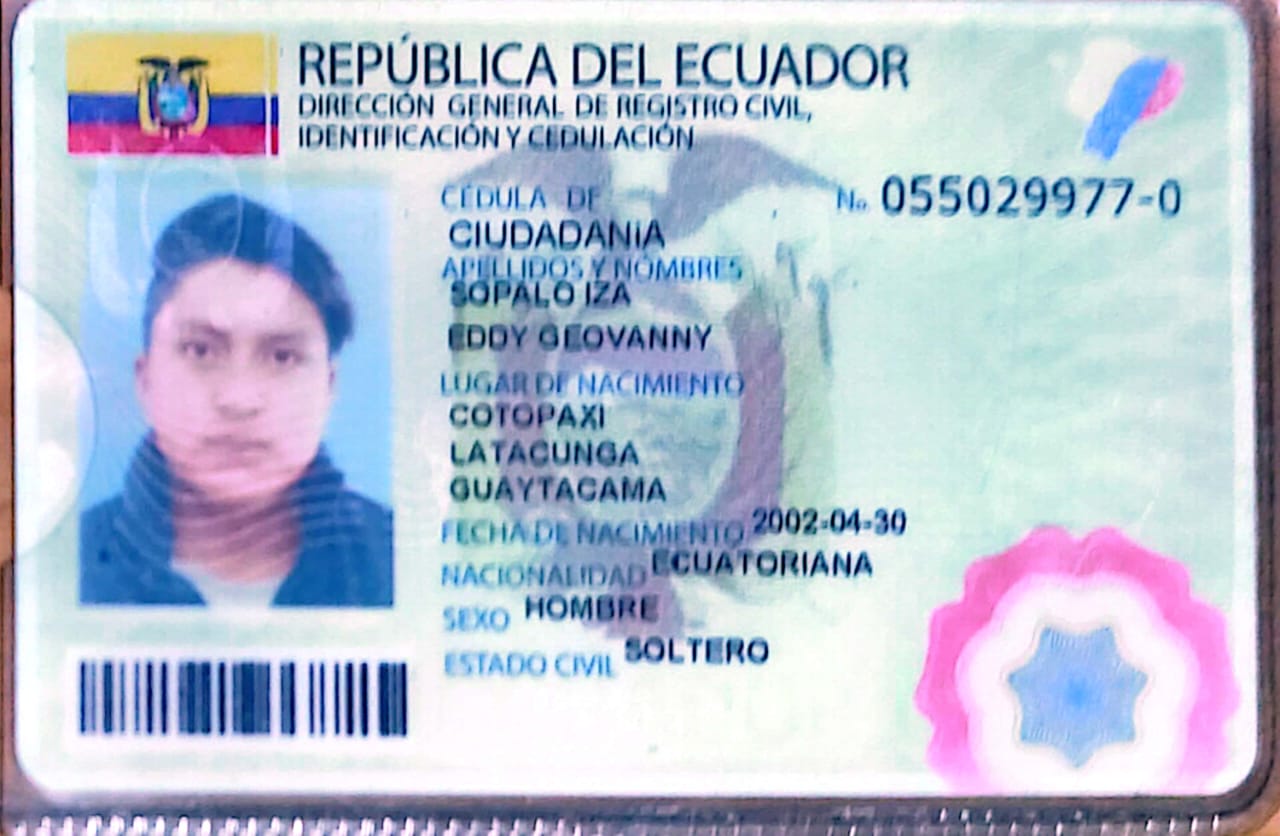 REPÚBLICA DEL ECUADOR
DIRECCIÓN GENERAL DE REGISTRO CIVIL,
IDENTIFICACIÓN Y CEDULACIÓN
CÉDULA DE No. 055029977-0
CIUDADANÍA
APELLIDOS Y NOMBRES
SOPALO IZA
EDDY GEOVANNY
LUGAR DE NACIMIENTO
COTOPAXI
LATACUNGA
GUAYTACAMA
FECHA DE NACIMIENTO 2002-04-30
NACIONALIDAD ECUATORIANA
SEXO HOMBRE
ESTADO CIVIL SOLTERO